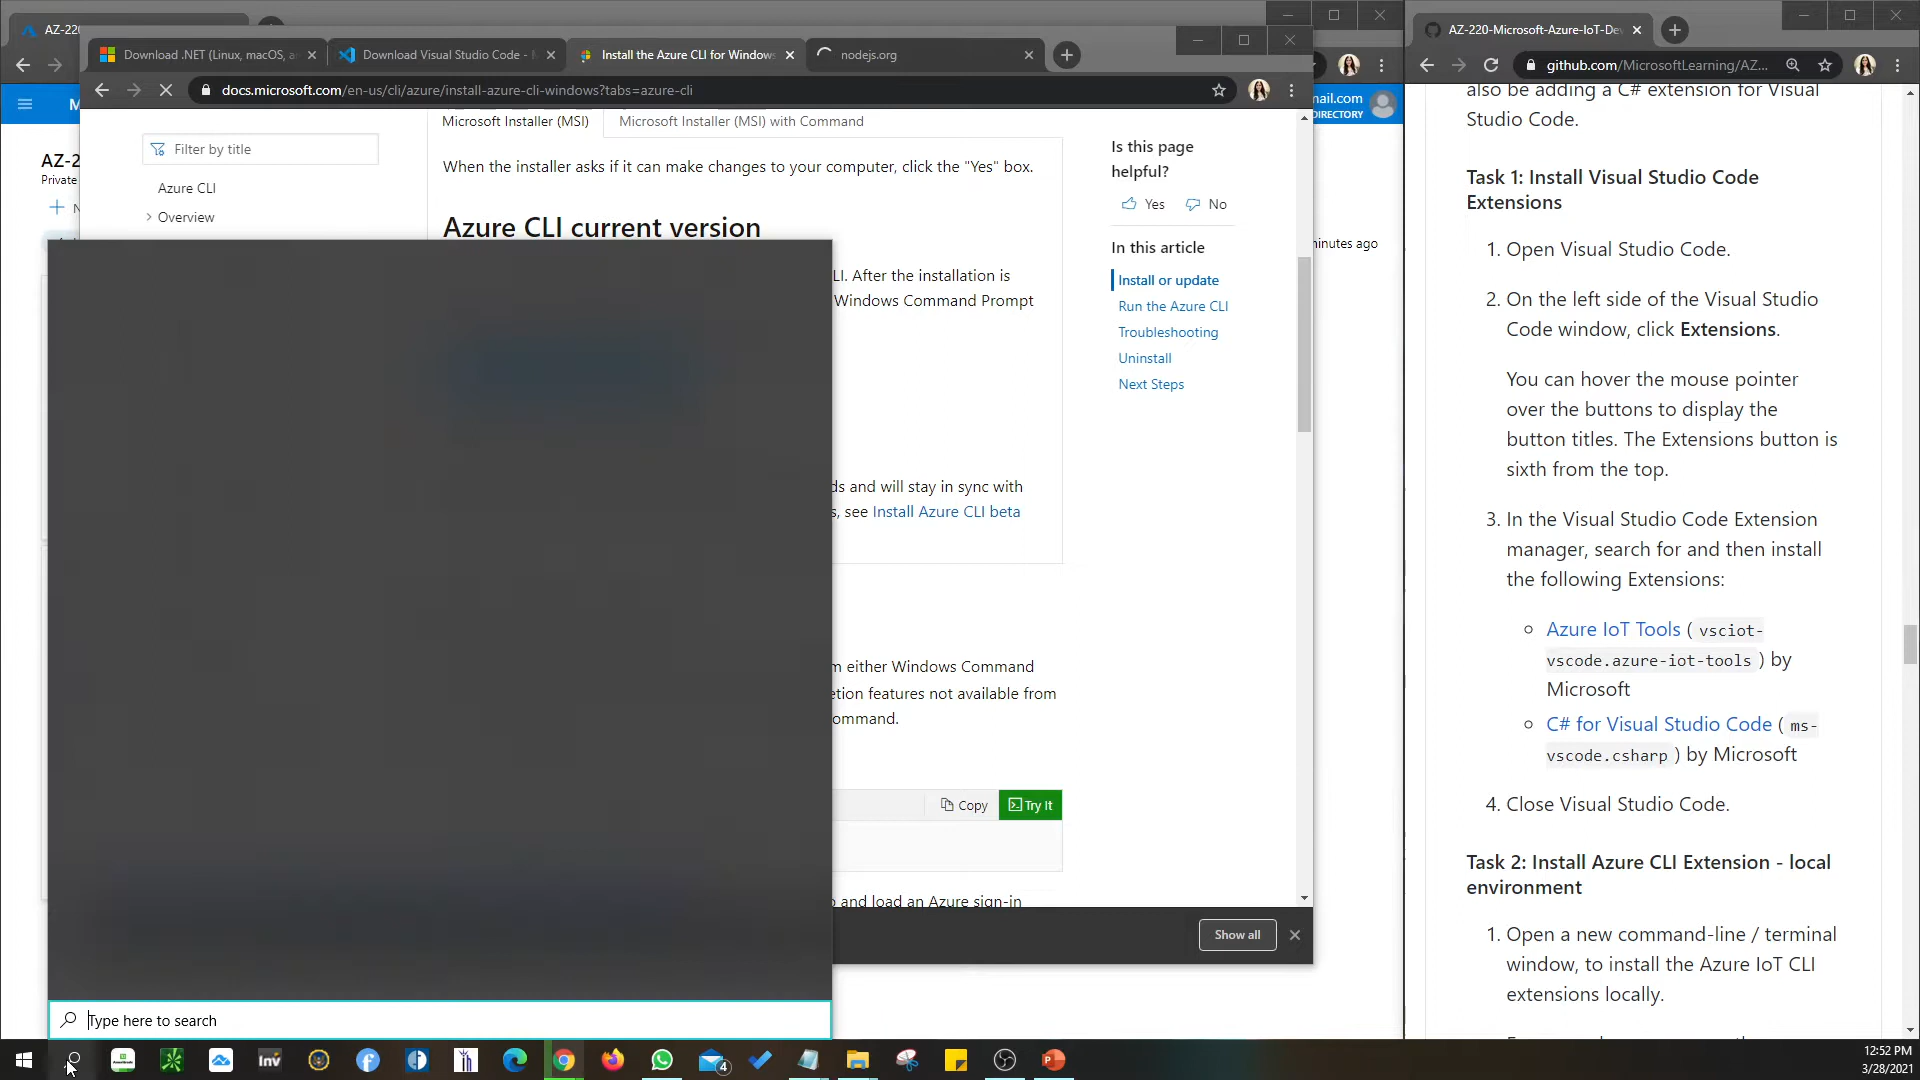 AZ-220
Download .NET (Linux, macOS, a
Download Visual Studio Code -
Install the Azure CLI for Windows
nodejs.org
docs.microsoft.com/en-us/cli/azure/install-azure-cli-windows?tabs=azure-cli
M
mail.com
DIRECTORY
AZ-2
Private
N
inutes ago
Filter by title
Azure CLI
Overview
Microsoft Installer (MSI)
Microsoft Installer (MSI) with Command
When the installer asks if it can make changes to your computer, click the "Yes" box.
Azure CLI current version
LI. After the installation is
Windows Command Prompt
ds and will stay in sync with
s, see Install Azure CLI beta
m either Windows Command
etion features not available from
ommand.
Copy
Try It
and load an Azure sign-in
Is this page
helpful?
Yes
No
In this article
Install or update
Run the Azure CLI
Troubleshooting
Uninstall
Next Steps
Show all
Type here to search
AZ-220-Microsoft-Azure-IoT-De
github.com/MicrosoftLearning/AZ...
also be adding a C# extension for Visual
Studio Code.
Task 1: Install Visual Studio Code
Extensions
1. Open Visual Studio Code.
2. On the left side of the Visual Studio
Code window, click Extensions.
You can hover the mouse pointer
over the buttons to display the
button titles. The Extensions button is
sixth from the top.
3. In the Visual Studio Code Extension
manager, search for and then install
the following Extensions:
Azure IoT Tools ( vsciot-
vscode.azure-iot-tools ) by
Microsoft
C# for Visual Studio Code ( ms-
vscode.csharp ) by Microsoft
4. Close Visual Studio Code.
Task 2: Install Azure CLI Extension - local
environment
1. Open a new command-line / terminal
window, to install the Azure IoT CLI
extensions locally.
Inv
4
12:52 PM
3/28/2021